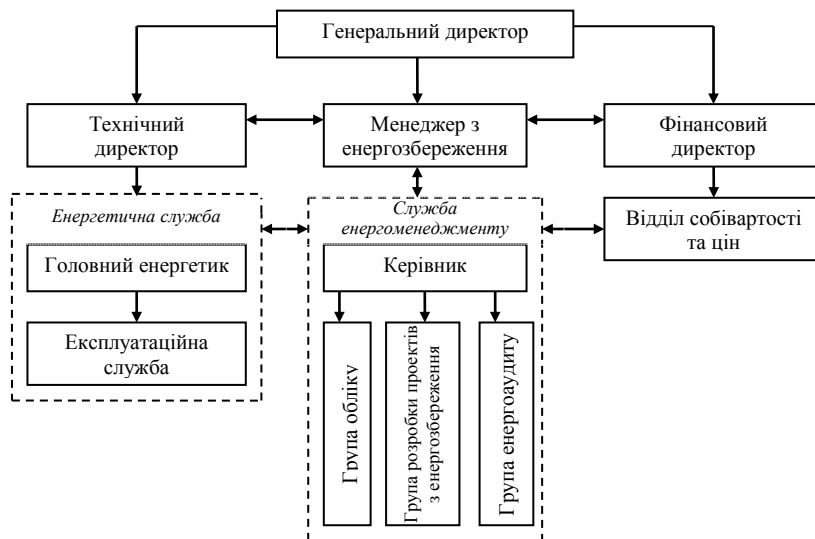 Генеральний директор
Технічний
директор
Менеджер з
енергозбереження
Фінансовий
директор
Енергетична служба
Головний енергетик
Експлуатаційна
служба
Служба
енергоменеджменту
Керівник
Група обліку
Група розробки проектів
з енергозбереження
Група енергоаудиту
Відділ собівартості
та цін